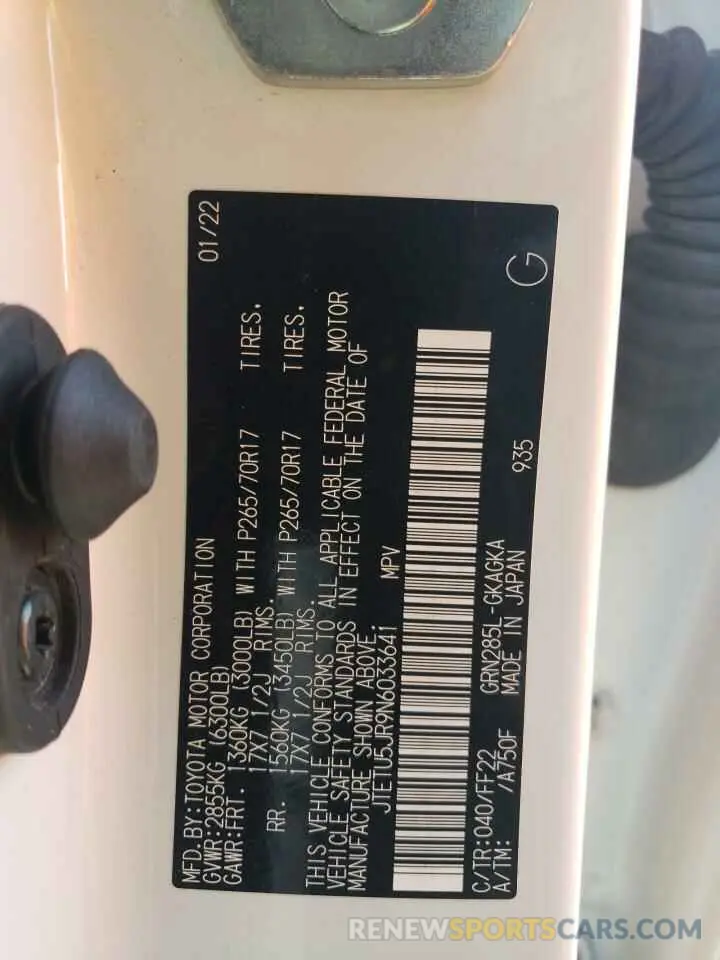 MFD.BY:TOYOTA MOTOR CORPORATION 01/22
GVWR:2855KG (6300LB)
GAWR:FRT. 1360KG (3000LB) WITH P265/70R17 TIRES.
17X7 1/2J RIMS.
RR. 1560KG (3450LB) WITH P265/70R17 TIRES.
17X7 1/2J RIMS.
THIS VEHICLE CONFORMS TO ALL APPLICABLE FEDERAL MOTOR
VEHICLE SAFETY STANDARDS IN EFFECT ON THE DATE OF
MANUFACTURE SHOWN ABOVE.
JTETU5JR9N6033641 MPV
C/TR:040/FF22 GRN285L-GKAGKA 935
A/TM: /A750F MADE IN JAPAN
G
RENEWSPORTSCARS.COM